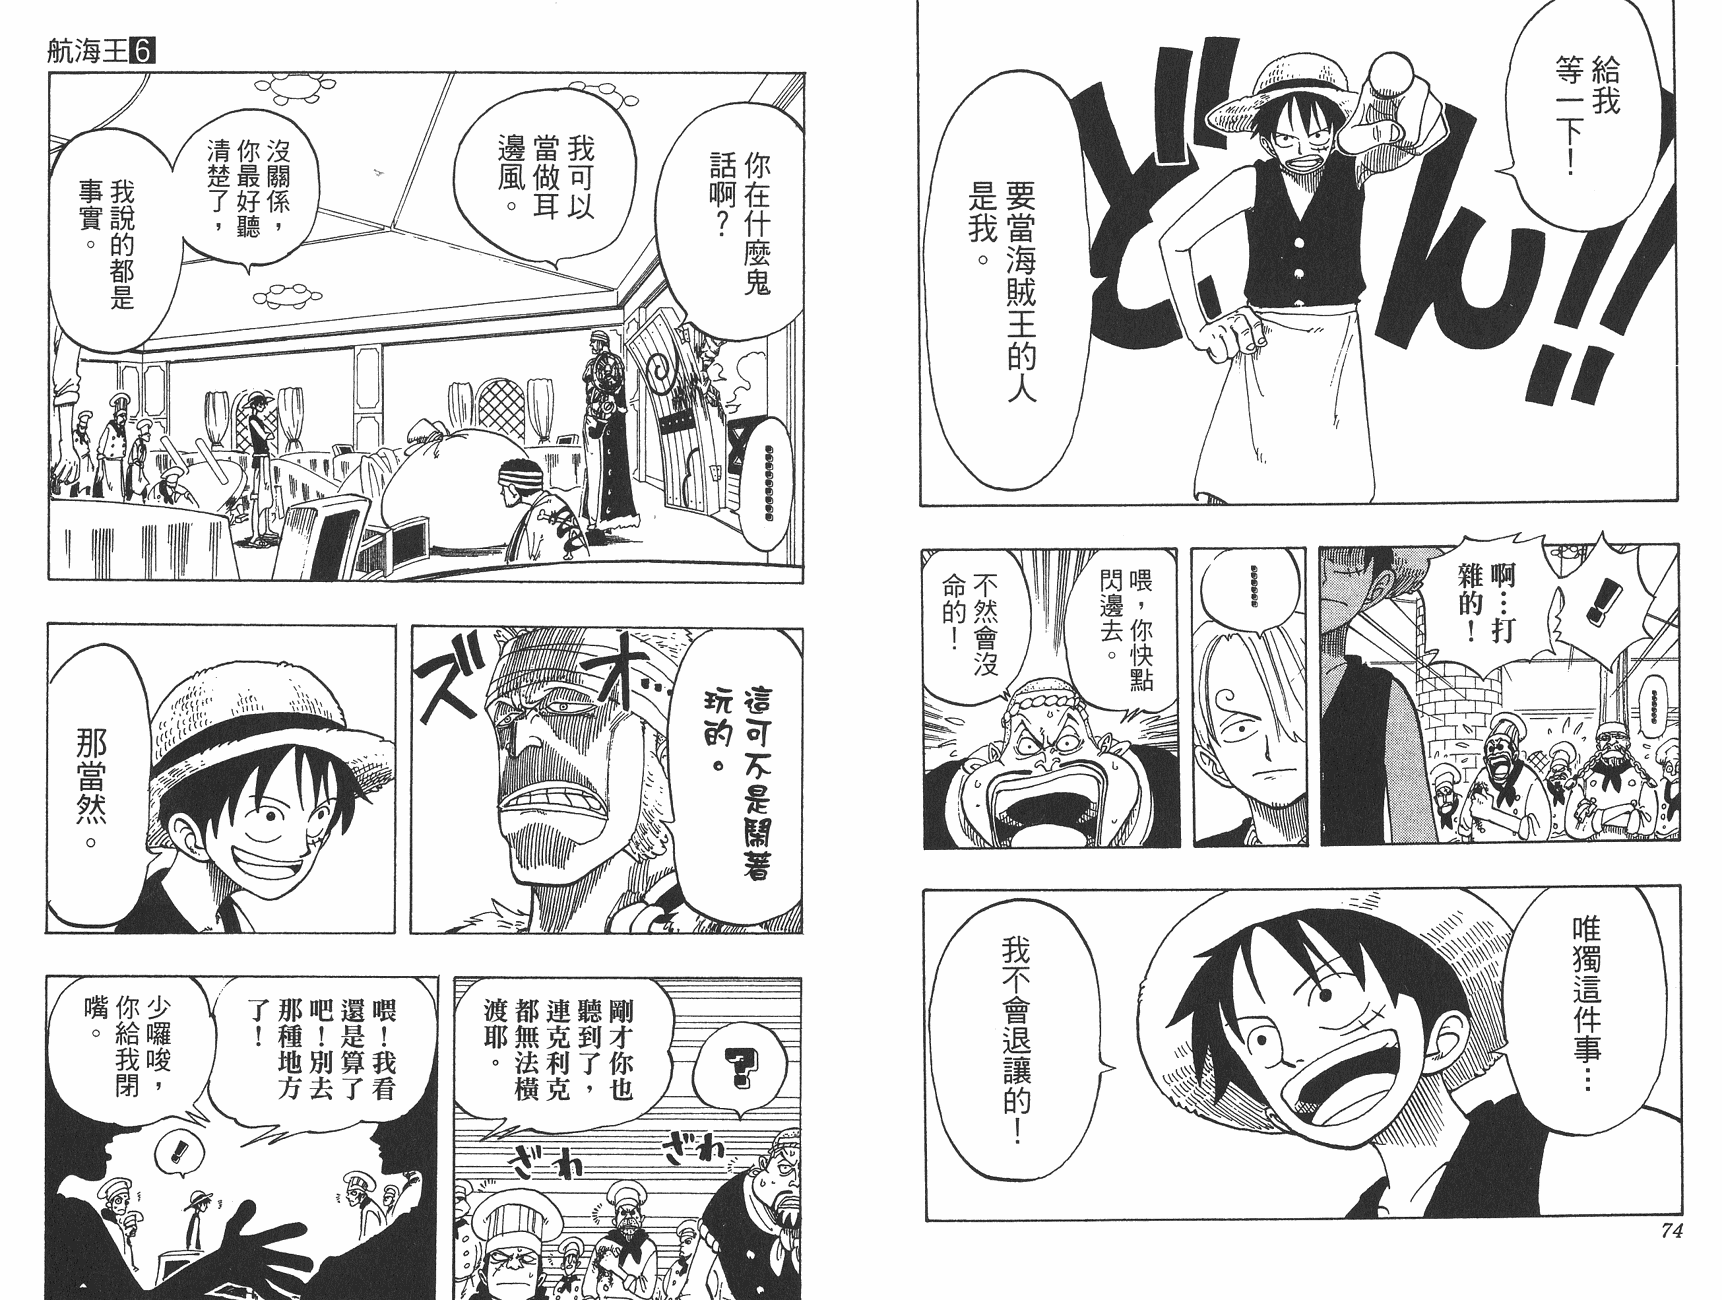 給我
等一下！
要當海賊王的人
是我。
どどん!!
！
啊…打
雜的！
…………
…………
喂，你快點
閃邊去。
不然會沒
命的！
唯獨這件事…
我不會退讓的！
74
航海王6
你在什麼鬼
話啊？
我可以
當做耳
邊風。
沒關係，
你最好聽
清楚了，
我說的都是
事實。
…………
這可不是鬧著
玩的。
ズオ…
那當然。
？
剛才你也
聽到了，
連克利克
都無法橫
渡耶。
ざわ
ざわ
喂！我看
還是算了
吧！別去
那種地方
了！
少囉唆，
你給我閉
嘴。
！